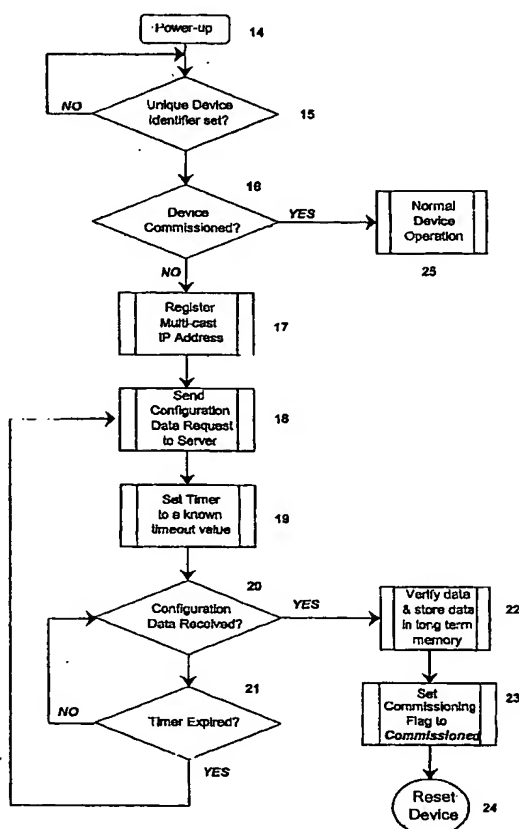 Power-up
14
NO
Unique Device
Identifier set?
15
16
Device
Commissioned?
YES
Normal
Device
Operation
25
NO
Register
Multi-cast
IP Address
17
Send
Configuration
Data Request
to Server
18
Set Timer
to a known
timeout value
19
20
Configuration
Data Received?
YES
Verify data
& store data
in long term
memory
22
21
NO
Timer Expired?
YES
Set
Commissioning
Flag to
Commissioned
23
Reset
Device
24